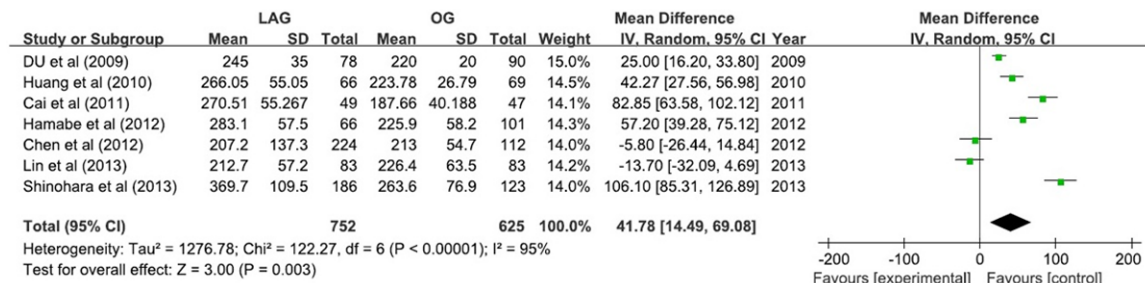 LAG OG Mean Difference Mean Difference
Study or Subgroup Mean SD Total Mean SD Total Weight IV, Random, 95% CI Year IV, Random, 95% CI
DU et al (2009) 245 35 78 220 20 90 15.0% 25.00 [16.20, 33.80] 2009
Huang et al (2010) 266.05 55.05 66 223.78 26.79 69 14.5% 42.27 [27.56, 56.98] 2010
Cai et al (2011) 270.51 55.267 49 187.66 40.188 47 14.1% 82.85 [63.58, 102.12] 2011
Hamabe et al (2012) 283.1 57.5 66 225.9 58.2 101 14.3% 57.20 [39.28, 75.12] 2012
Chen et al (2012) 207.2 137.3 224 213 54.7 112 14.0% -5.80 [-26.44, 14.84] 2012
Lin et al (2013) 212.7 57.2 83 226.4 63.5 83 14.2% -13.70 [-32.09, 4.69] 2013
Shinohara et al (2013) 369.7 109.5 186 263.6 76.9 123 14.0% 106.10 [85.31, 126.89] 2013
Total (95% CI) 752 625 100.0% 41.78 [14.49, 69.08]
Heterogeneity: Tau² = 1276.78; Chi² = 122.27, df = 6 (P < 0.00001); I² = 95%
Test for overall effect: Z = 3.00 (P = 0.003)
-200 -100 0 100 200
Favours [experimental] Favours [control]